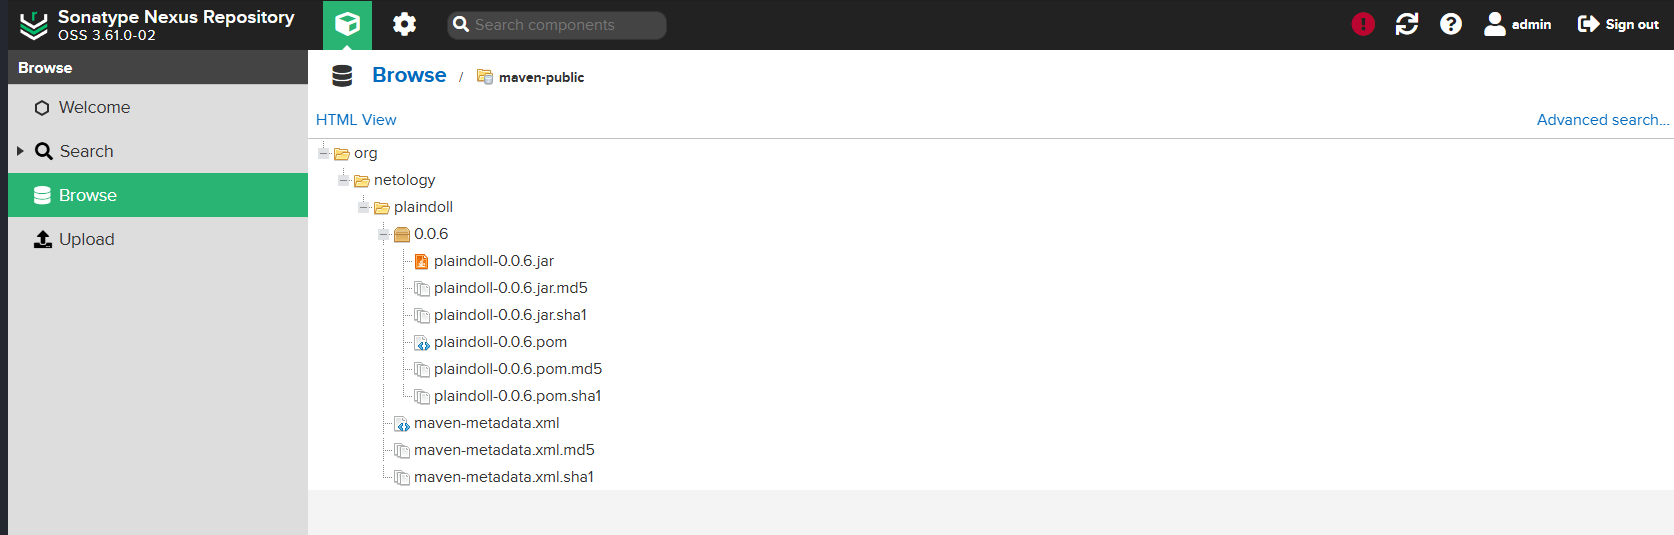 Sonatype Nexus Repository
OSS 3.61.0-02
Search components
admin
Sign out
Browse
Welcome
Search
Browse
Upload
Browse / maven-public
HTML View
Advanced search...
org
netology
plaindoll
0.0.6
plaindoll-0.0.6.jar
plaindoll-0.0.6.jar.md5
plaindoll-0.0.6.jar.sha1
plaindoll-0.0.6.pom
plaindoll-0.0.6.pom.md5
plaindoll-0.0.6.pom.sha1
maven-metadata.xml
maven-metadata.xml.md5
maven-metadata.xml.sha1